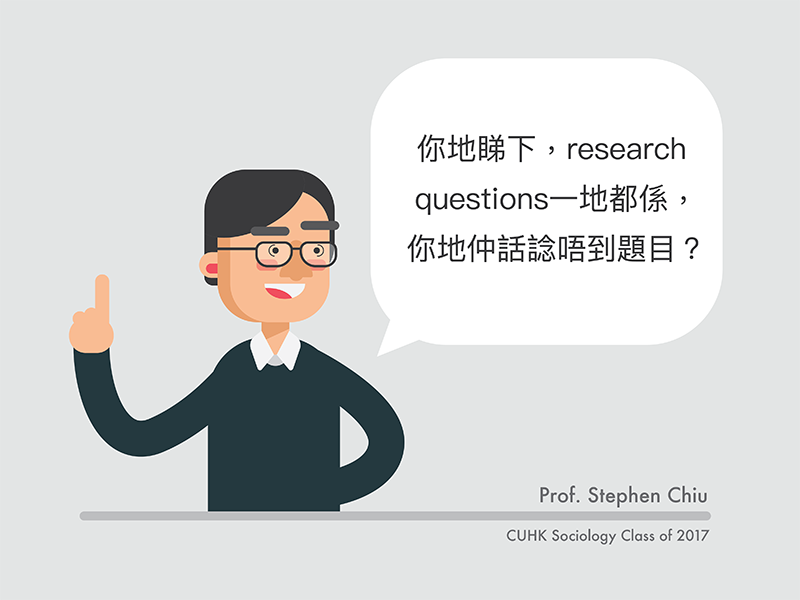 你地睇下，research
questions一地都係，
你地仲話諗唔到題目？
Prof. Stephen Chiu
CUHK Sociology Class of 2017